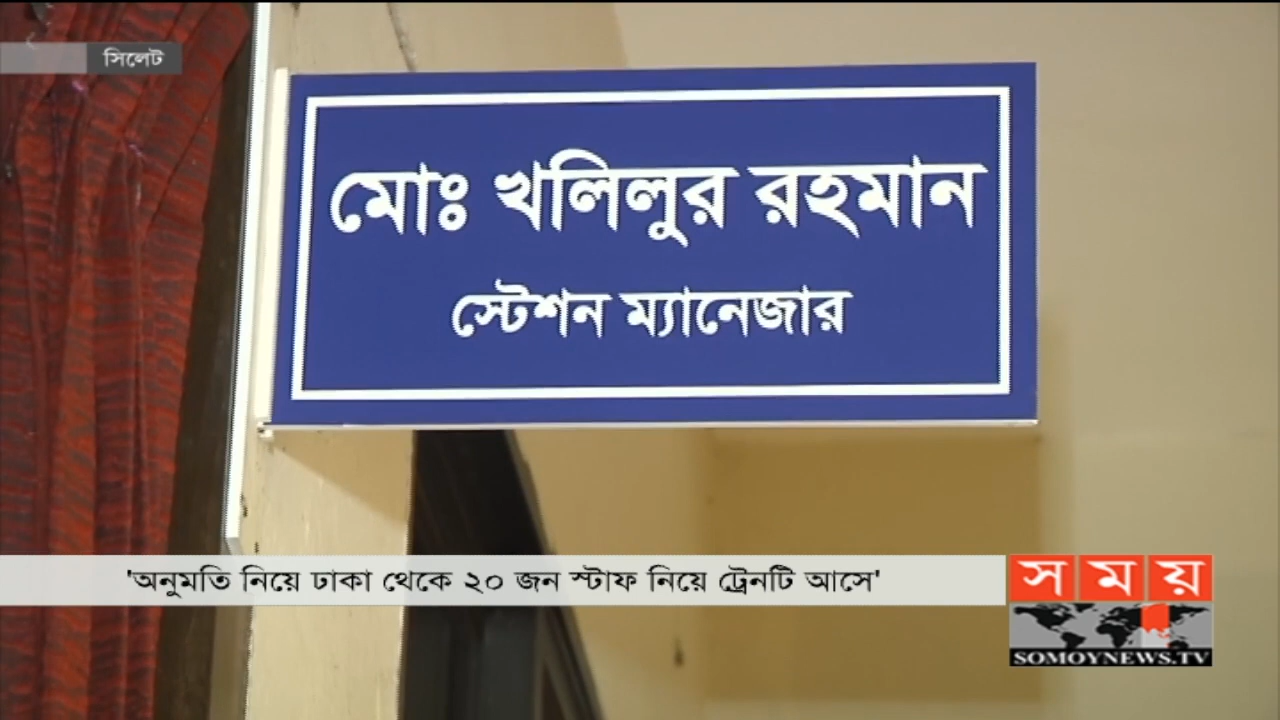 সিলেট
মোঃ খলিলুর রহমান
স্টেশন ম্যানেজার
'অনুমতি নিয়ে ঢাকা থেকে ২০ জন স্টাফ নিয়ে ট্রেনটি আসে'
সময়
SOMOYNEWS.TV